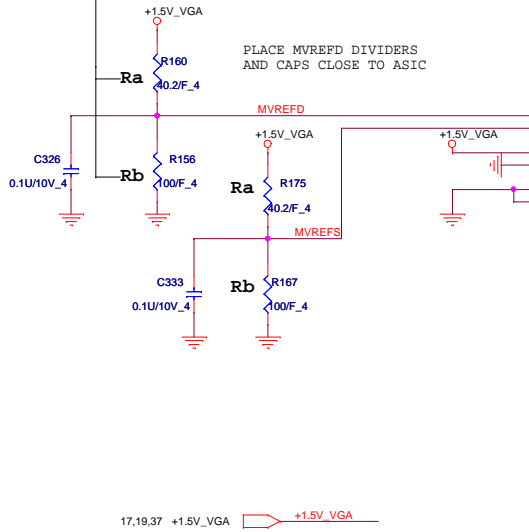 +1.5V_VGA
PLACE MVREFD DIVIDERS
AND CAPS CLOSE TO ASIC
R160
Ra
40.2/F_4
MVREFD
+1.5V_VGA
+1.5V_VGA
C326
R156
Rb
0.1U/10V_4
100/F_4
Ra
R175
40.2/F_4
MVREFS
C333
Rb
R167
0.1U/10V_4
100/F_4
17,19,37 +1.5V_VGA
+1.5V_VGA